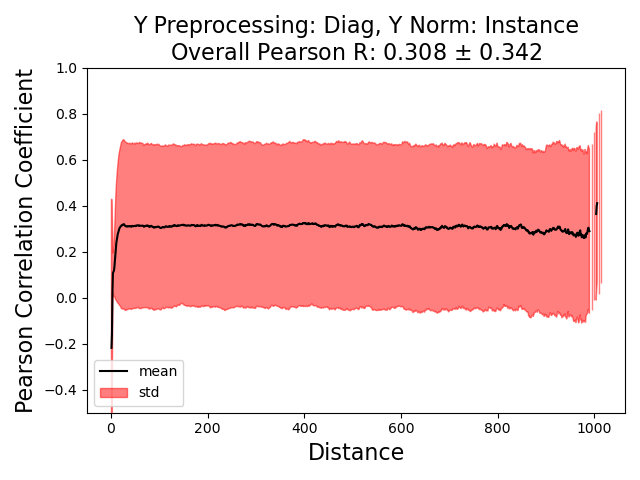 Y Preprocessing: Diag, Y Norm: Instance
Overall Pearson R: 0.308 ± 0.342
Pearson Correlation Coefficient
1.0
0.8
0.6
0.4
0.2
0.0
−0.2
−0.4
mean
std
0 200 400 600 800 1000
Distance